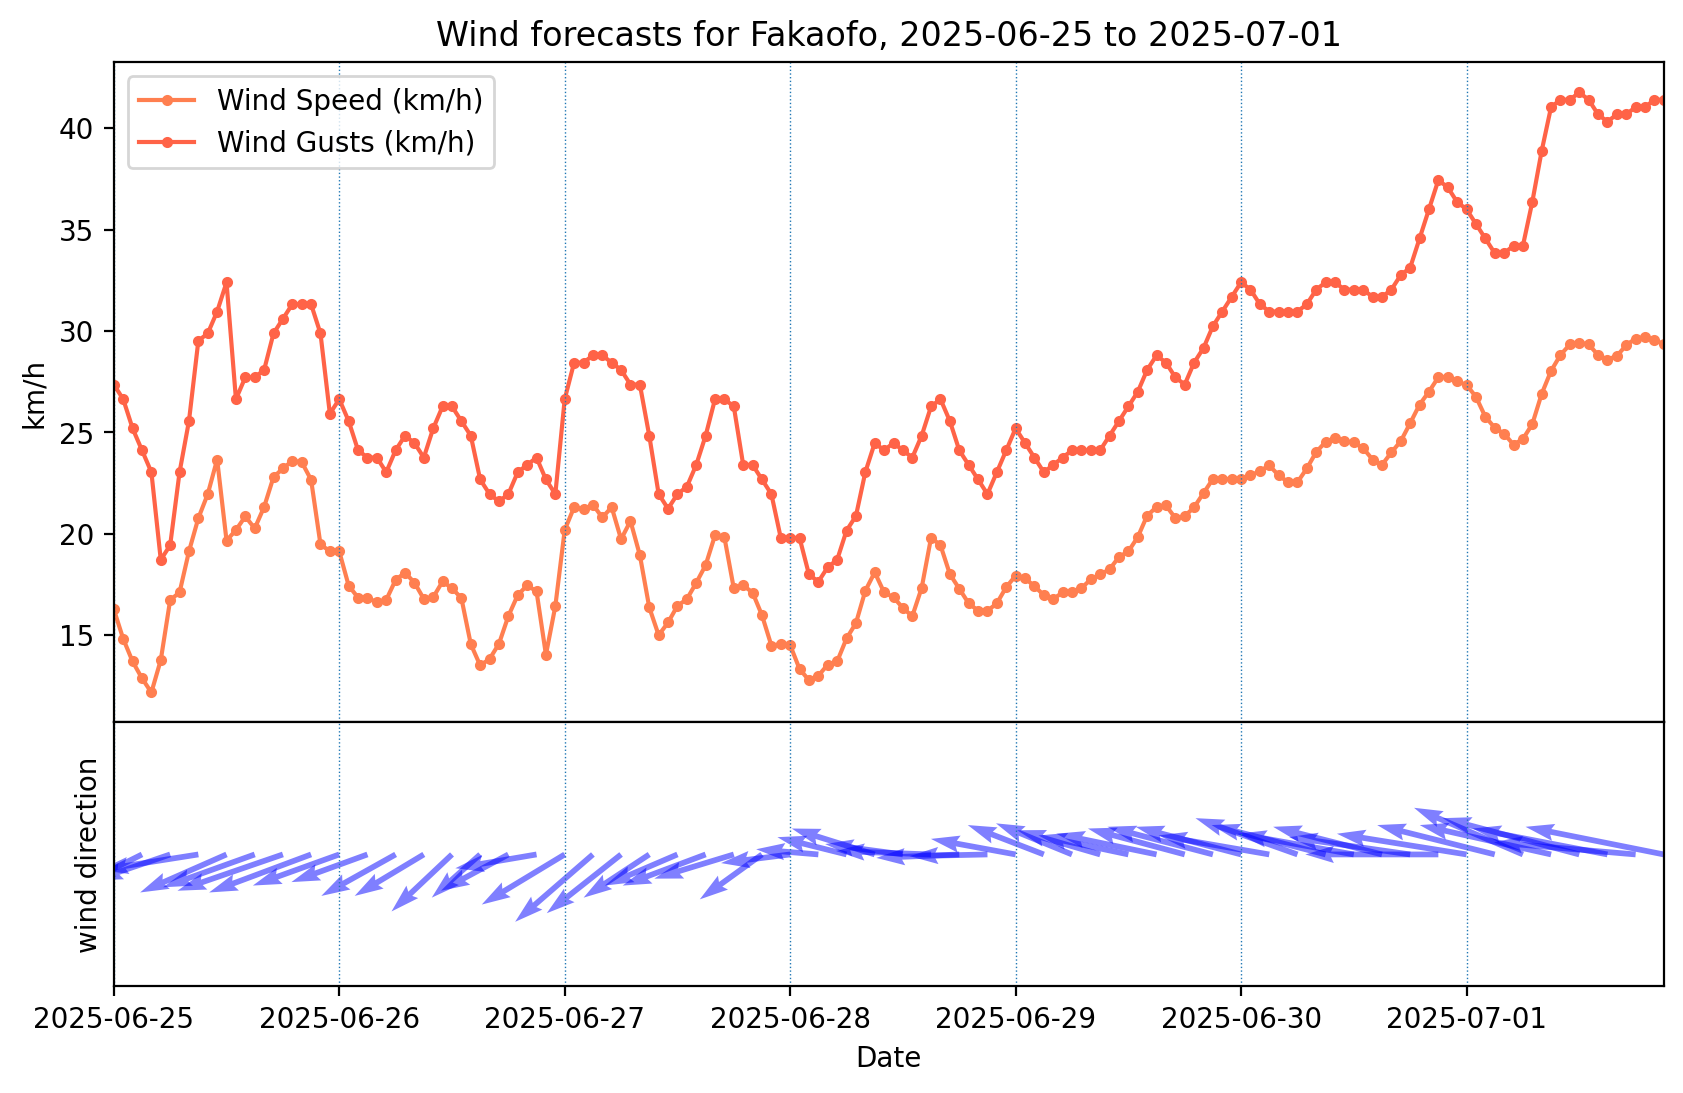 Wind forecasts for Fakaofo, 2025-06-25 to 2025-07-01
Wind Speed (km/h)
Wind Gusts (km/h)
40
35
30
25
20
15
km/h
wind direction
2025-06-25
2025-06-26
2025-06-27
2025-06-28
2025-06-29
2025-06-30
2025-07-01
Date